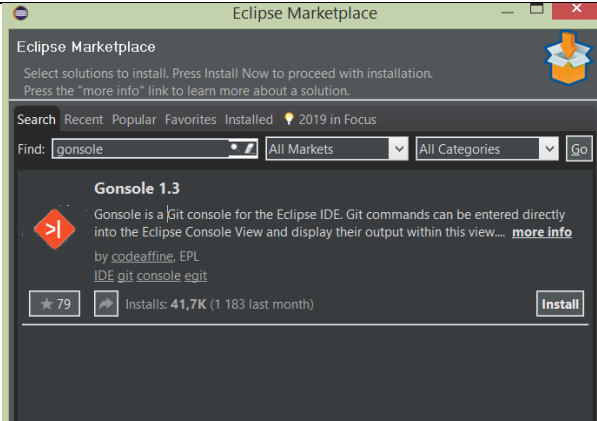 Eclipse Marketplace
Eclipse Marketplace
Select solutions to install. Press Install Now to proceed with installation.
Press the "more info" link to learn more about a solution.
Search Recent Popular Favorites Installed 2019 in Focus
Find: gonsole All Markets All Categories Go
Gonsole 1.3
Gonsole is a Git console for the Eclipse IDE. Git commands can be entered directly
into the Eclipse Console View and display their output within this view.... more info
by codeaffine, EPL
IDE git console egit
79 Installs: 41,7K (1 183 last month) Install